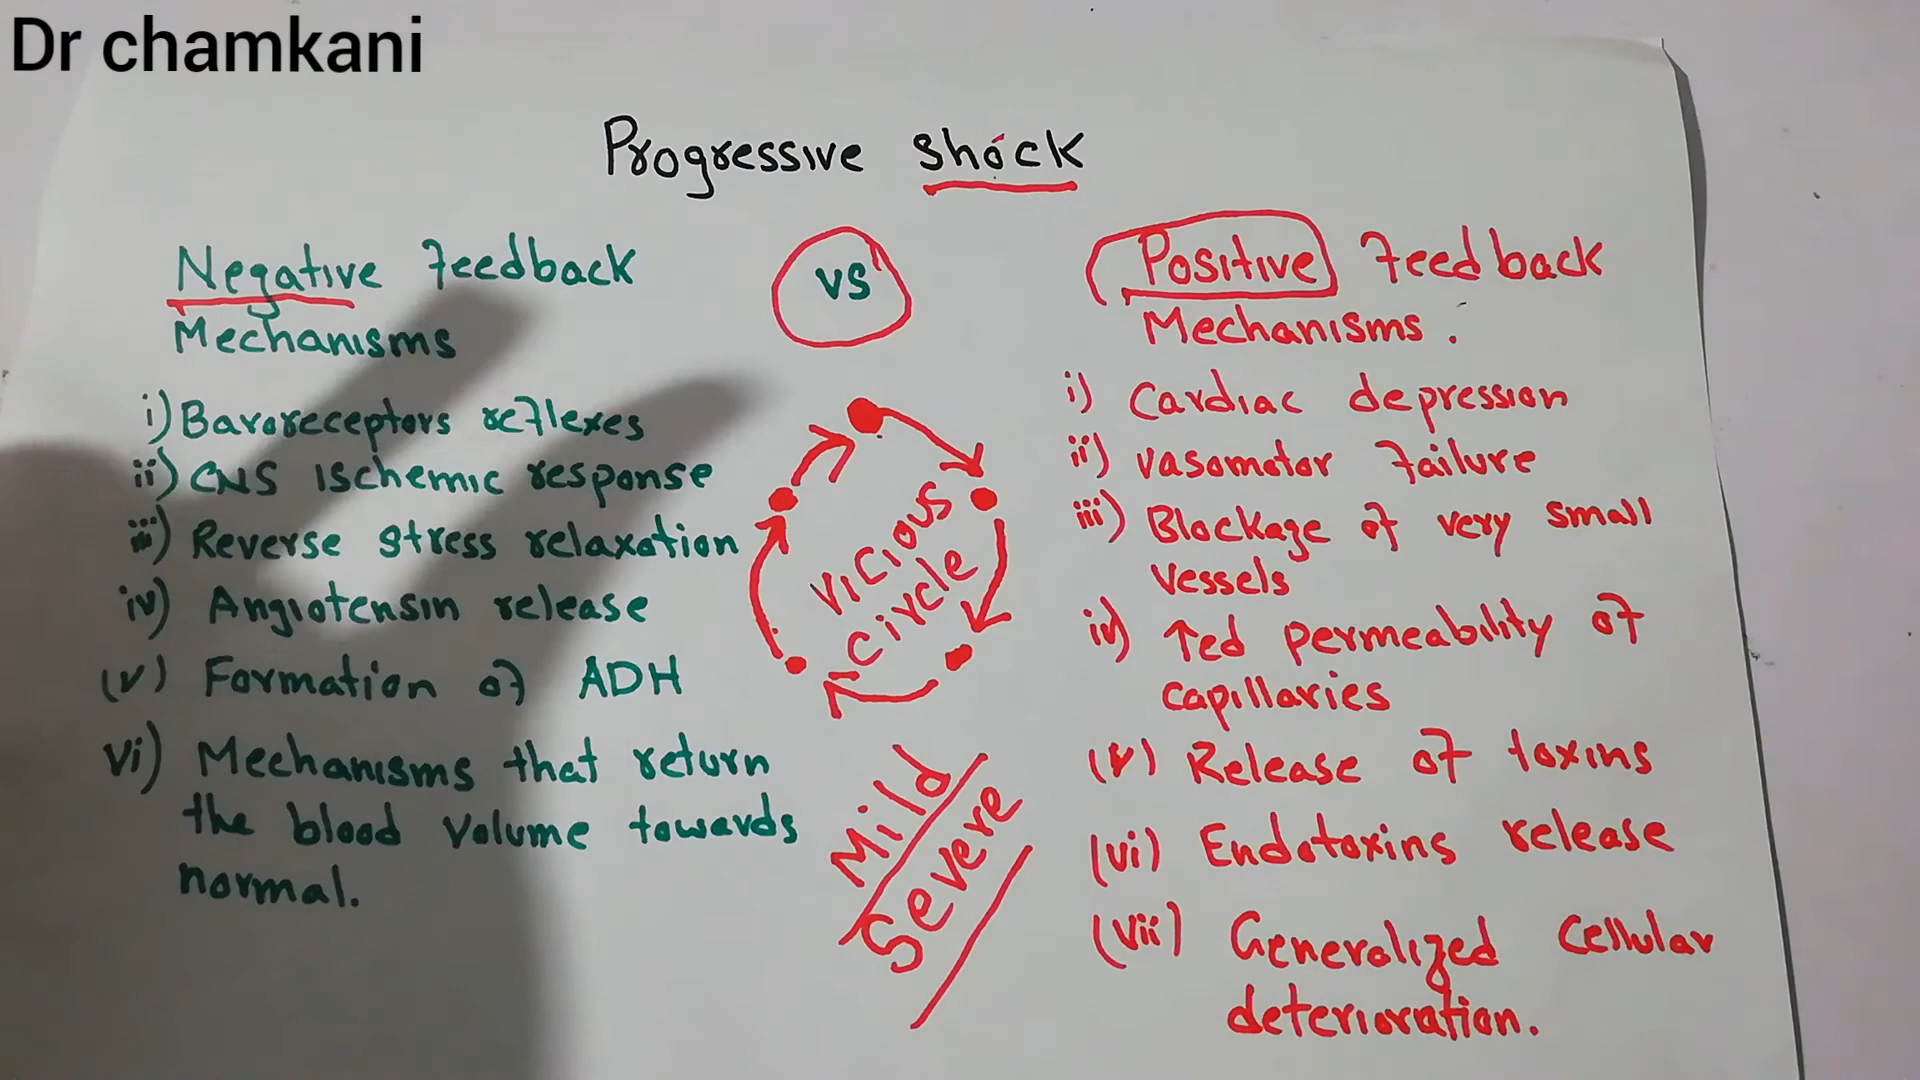 Dr chamkani
Progressive shock
Negative Feedback
Mechanisms
i) Baroreceptors reflexes
ii) CNS Ischemic response
iii) Reverse stress relaxation
iv) Angiotensin release
(v) Formation of ADH
vi) Mechanisms that return
the blood volume towards
normal.
vs
Vicious
Circle
Mild
Severe
Positive Feedback
Mechanisms.
i) Cardiac depression
ii) Vasomotor Failure
iii) Blockage of very small
vessels
iv) ↑ed permeability of
capillaries
(v) Release of toxins
(vi) Endotoxins release
(vii) Generalized cellular
deterioration.